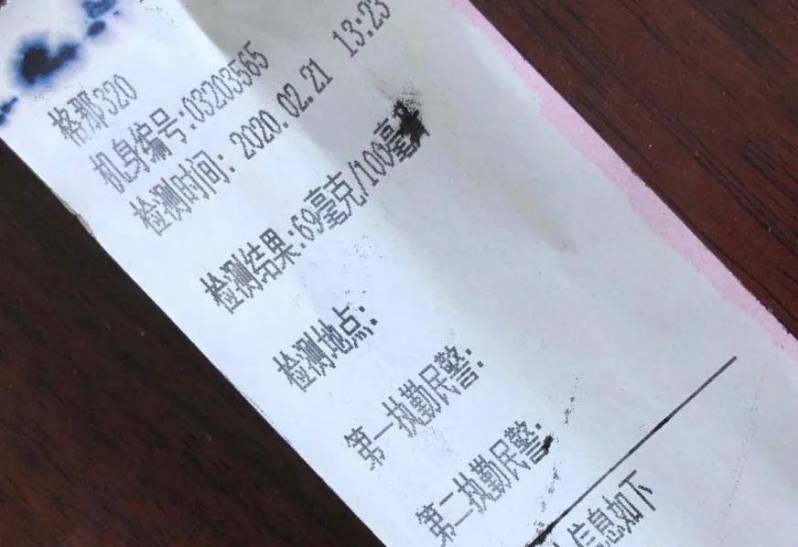 格那320
机身编号:03203565
检测时间: 2020.02.21 13:23
检测结果:69毫克/100毫
检测地点:
第一执勤民警:
第二执勤民警:
信息如下